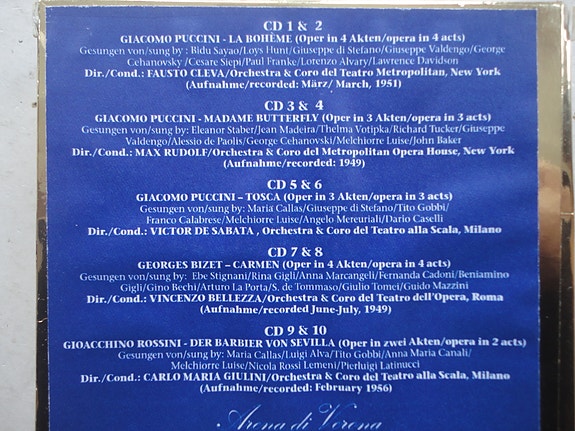 CD 1 & 2
GIACOMO PUCCINI - LA BOHÈME (Oper in 4 Akten/opera in 4 acts)
Gesungen von/sung by : Bidu Sayao/Loys Hunt/Giuseppe di Stefano/Giuseppe Valdengo/George
Cehanovsky /Cesare Siepi/Paul Franke/Lorenzo Alvary/Lawrence Davidson
Dir./Cond.: FAUSTO CLEVA/Orchestra & Coro del Teatro Metropolitan, New York
(Aufnahme/recorded: März/ March, 1951)
CD 3 & 4
GIACOMO PUCCINI - MADAME BUTTERFLY (Oper in 3 Akten/opera in 3 acts)
Gesungen von/sung by: Eleanor Staber/Jean Madeira/Thelma Votipka/Richard Tucker/Giuseppe
Valdengo/Alessio de Paolis/George Cehanovski/Melchiorre Luise/John Baker
Dir./Cond.: MAX RUDOLF/Orchestra & Coro del Metropolitan Opera House, New York
(Aufnahme/recorded: 1949)
CD 5 & 6
GIACOMO PUCCINI – TOSCA (Oper in 3 Akten/opera in 3 acts)
Gesungen von/sung by: Maria Callas/Giuseppe di Stefano/Tito Gobbi/
Franco Calabrese/Melchiorre Luise/Angelo Mereuriali/Dario Caselli
Dir./Cond.: VICTOR DE SABATA , Orchestra & Coro del Teatro alla Scala, Milano
CD 7 & 8
GEORGES BIZET – CARMEN (Oper in 4 Akten/opera in 4 acts)
Gesungen von/sung by: Ebe Stignani/Rina Gigli/Anna Marcangeli/Fernanda Cadoni/Beniamino
Gigli/Gino Bechi/Arturo La Porta/S. de Tommaso/Giulio Tomei/Guido Mazzini
Dir./Cond.: VINCENZO BELLEZZA/Orchestra & Coro del Teatro dell'Opera, Roma
(Aufnahme/recorded June-July, 1949)
CD 9 & 10
GIOACCHINO ROSSINI - DER BARBIER VON SEVILLA (Oper in zwei Akten/opera in 2 acts)
Gesungen von/sung by: Maria Callas/Luigi Alva/Tito Gobbi/Anna Maria Canali/
Melchiorre Luise/Nicola Rossi Lemeni/Pierluigi Latinucci
Dir./Cond.: CARLO MARIA GIULINI/Orchestra & Coro del Teatro alla Scala, Milano
(Aufnahme/recorded: February 1956)
Arena di Verona